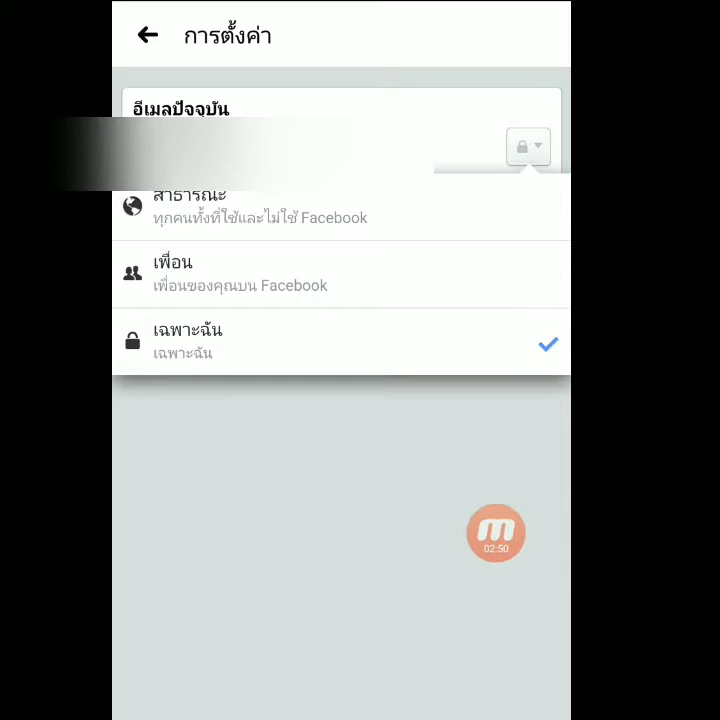 การตั้งค่า
อีเมลปัจจุบัน
สาธารณะ
ทุกคนทั้งที่ใช้และไม่ใช้ Facebook
เพื่อน
เพื่อนของคุณบน Facebook
เฉพาะฉัน
เฉพาะฉัน
m
02:50